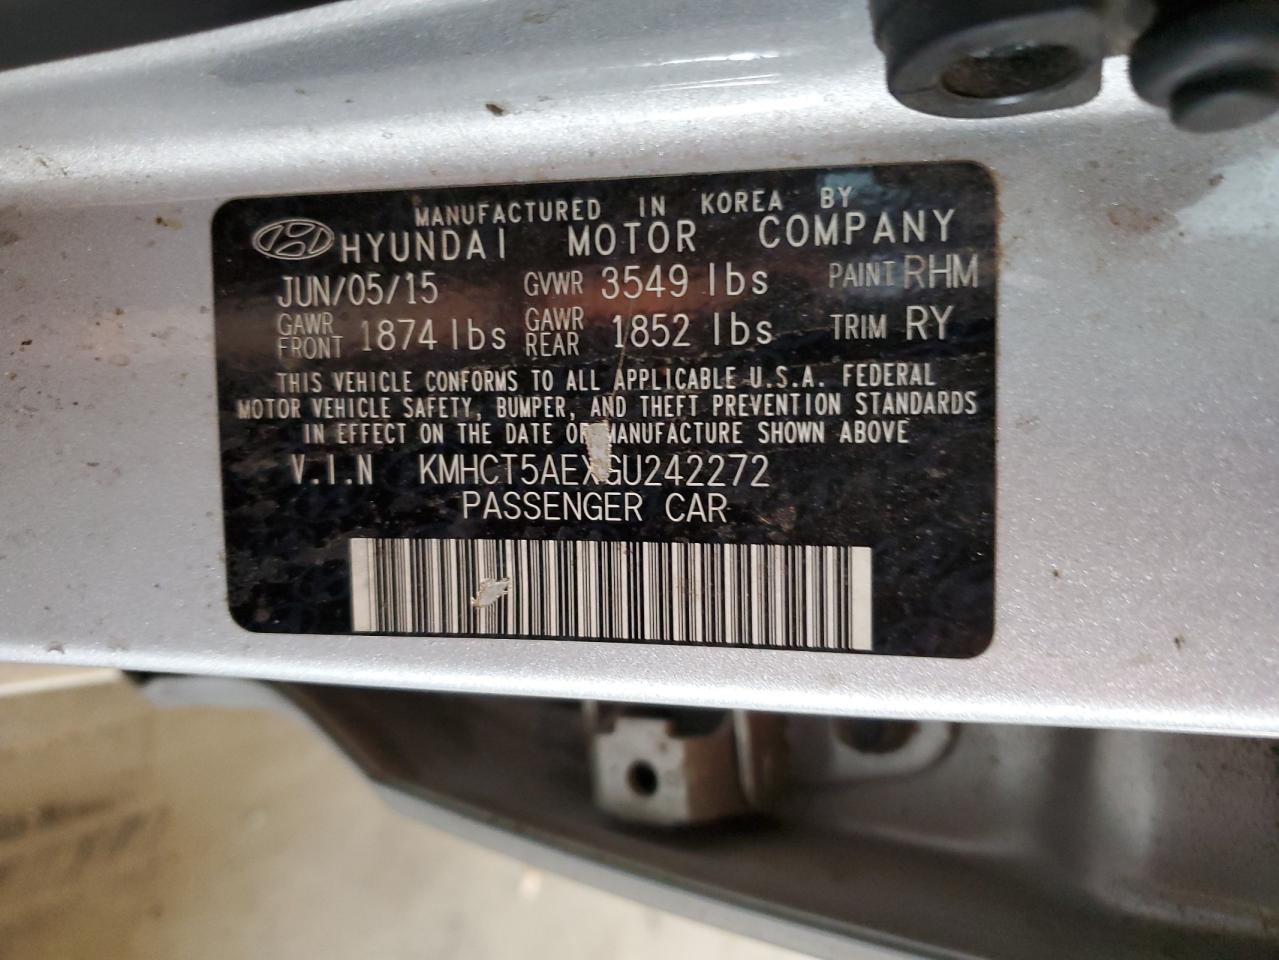 MANUFACTURED IN KOREA BY
HYUNDAI MOTOR COMPANY
JUN/05/15 GVWR 3549 lbs PAINT RHM
GAWR FRONT 1874 lbs GAWR REAR 1852 lbs TRIM RY
THIS VEHICLE CONFORMS TO ALL APPLICABLE U.S.A. FEDERAL
MOTOR VEHICLE SAFETY, BUMPER, AND THEFT PREVENTION STANDARDS
IN EFFECT ON THE DATE OF MANUFACTURE SHOWN ABOVE
V.I.N KMHCT5AEXGU242272
PASSENGER CAR